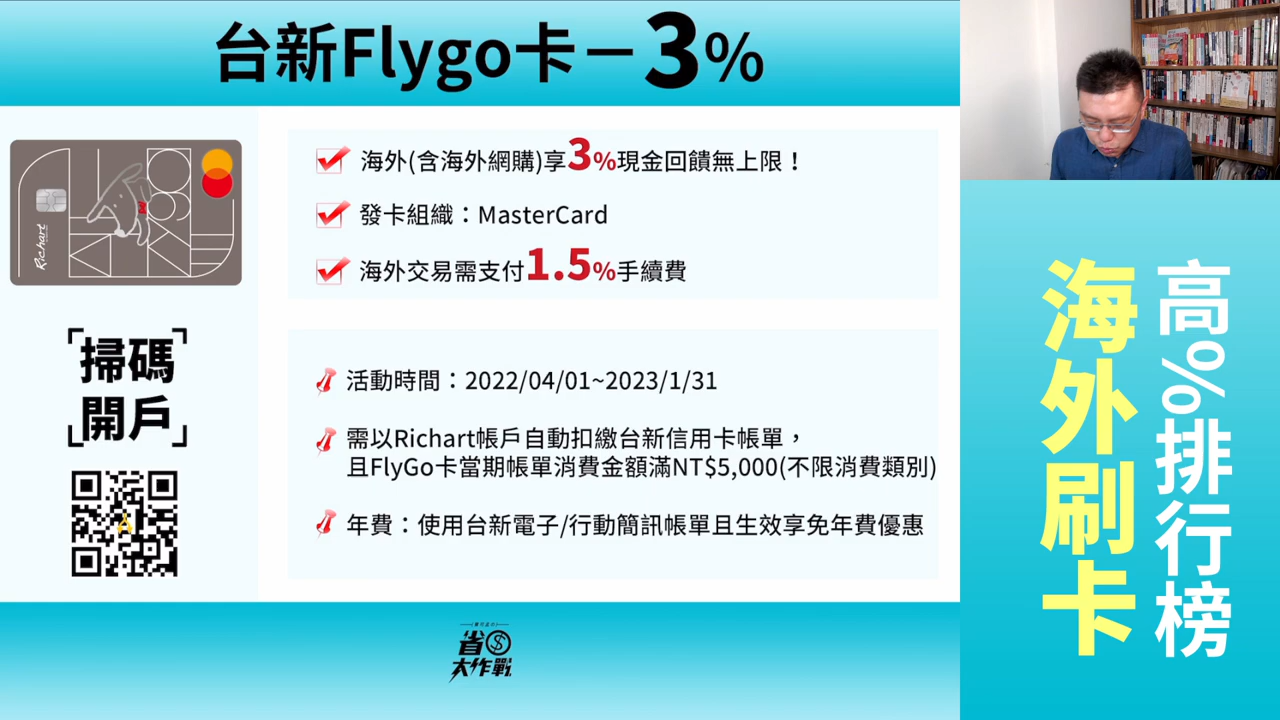 台新Flygo卡－3%
海外(含海外網購)享3%現金回饋無上限！
發卡組織：MasterCard
海外交易需支付1.5%手續費
Richart
掃碼
開戶
活動時間：2022/04/01~2023/1/31
需以Richart帳戶自動扣繳台新信用卡帳單，
且FlyGo卡當期帳單消費金額滿NT$5,000(不限消費類別)
年費：使用台新電子/行動簡訊帳單且生效享免年費優惠
省
大作戰
高%排行榜
海外刷卡